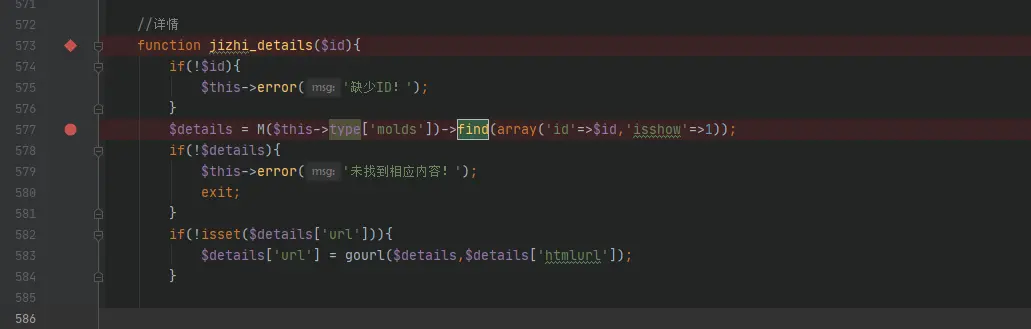 571
572 //详情
573 function jizhi_details($id){
574 if(!$id){
575 $this->error( msg: '缺少ID！');
576 }
577 $details = M($this->type['molds'])->find(array('id'=>$id,'isshow'=>1));
578 if(!$details){
579 $this->error( msg: '未找到相应内容！');
580 exit;
581 }
582 if(!isset($details['url'])){
583 $details['url'] = gourl($details,$details['htmlurl']);
584 }
585
586